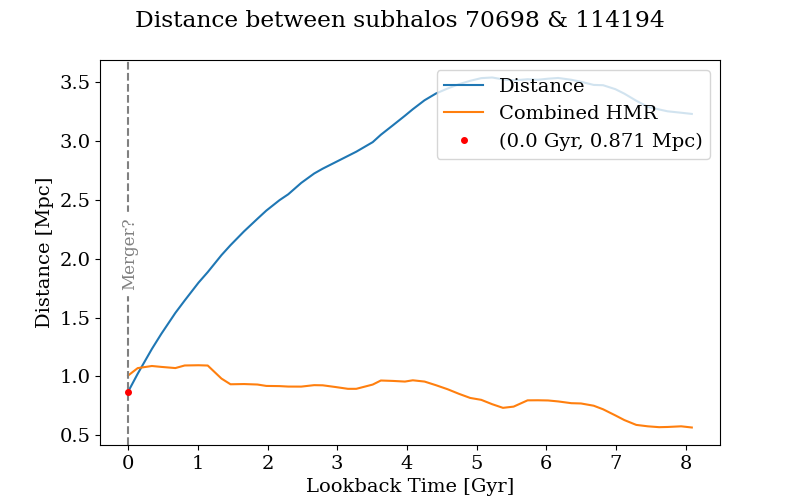 Distance between subhalos 70698 & 114194
Distance [Mpc]
3.5
3.0
2.5
2.0
1.5
1.0
0.5
Merger?
Distance
Combined HMR
(0.0 Gyr, 0.871 Mpc)
0 1 2 3 4 5 6 7 8
Lookback Time [Gyr]